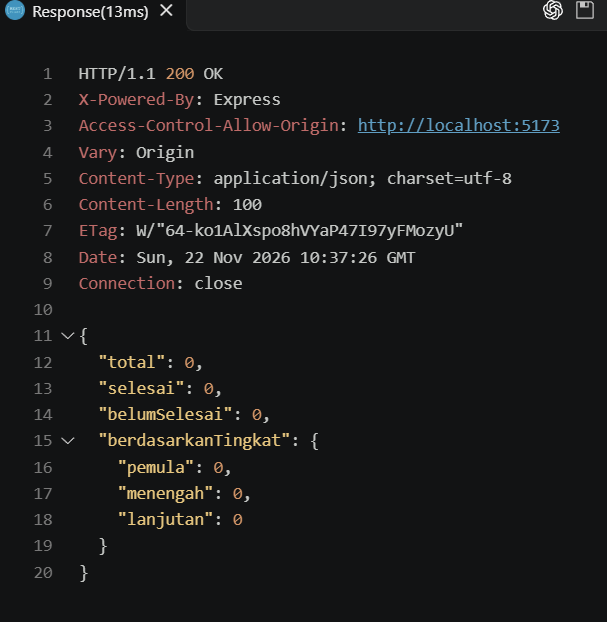 Response(13ms)
1 HTTP/1.1 200 OK
2 X-Powered-By: Express
3 Access-Control-Allow-Origin: http://localhost:5173
4 Vary: Origin
5 Content-Type: application/json; charset=utf-8
6 Content-Length: 100
7 ETag: W/"64-ko1AlXspo8hVYaP47I97yFMozyU"
8 Date: Sun, 22 Nov 2026 10:37:26 GMT
9 Connection: close
10
11 {
12 "total": 0,
13 "selesai": 0,
14 "belumSelesai": 0,
15 "berdasarkanTingkat": {
16 "pemula": 0,
17 "menengah": 0,
18 "lanjutan": 0
19 }
20 }